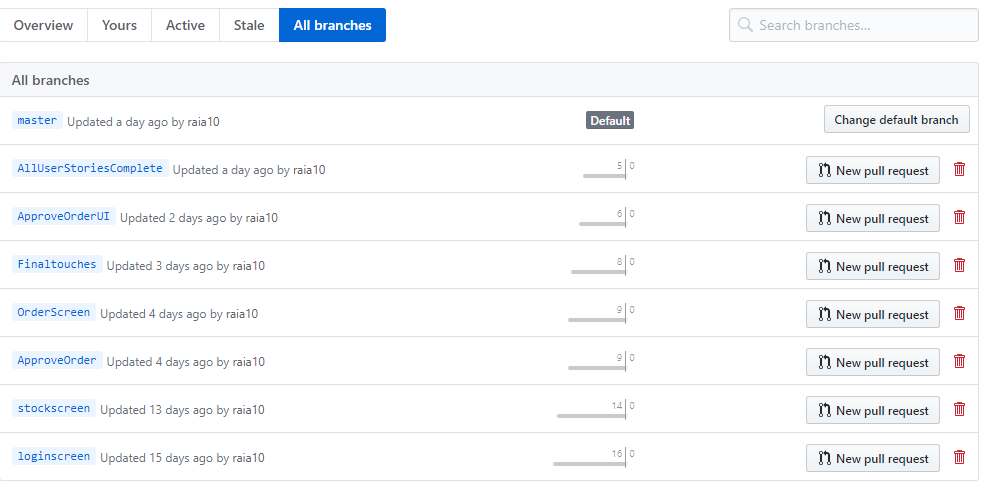 Overview Yours Active Stale All branches Search branches...
All branches
master Updated a day ago by raia10 Default Change default branch
AllUserStoriesComplete Updated a day ago by raia10 5 0 New pull request
ApproveOrderUI Updated 2 days ago by raia10 6 0 New pull request
Finaltouches Updated 3 days ago by raia10 8 0 New pull request
OrderScreen Updated 4 days ago by raia10 9 0 New pull request
ApproveOrder Updated 4 days ago by raia10 9 0 New pull request
stockscreen Updated 13 days ago by raia10 14 0 New pull request
loginscreen Updated 15 days ago by raia10 16 0 New pull request